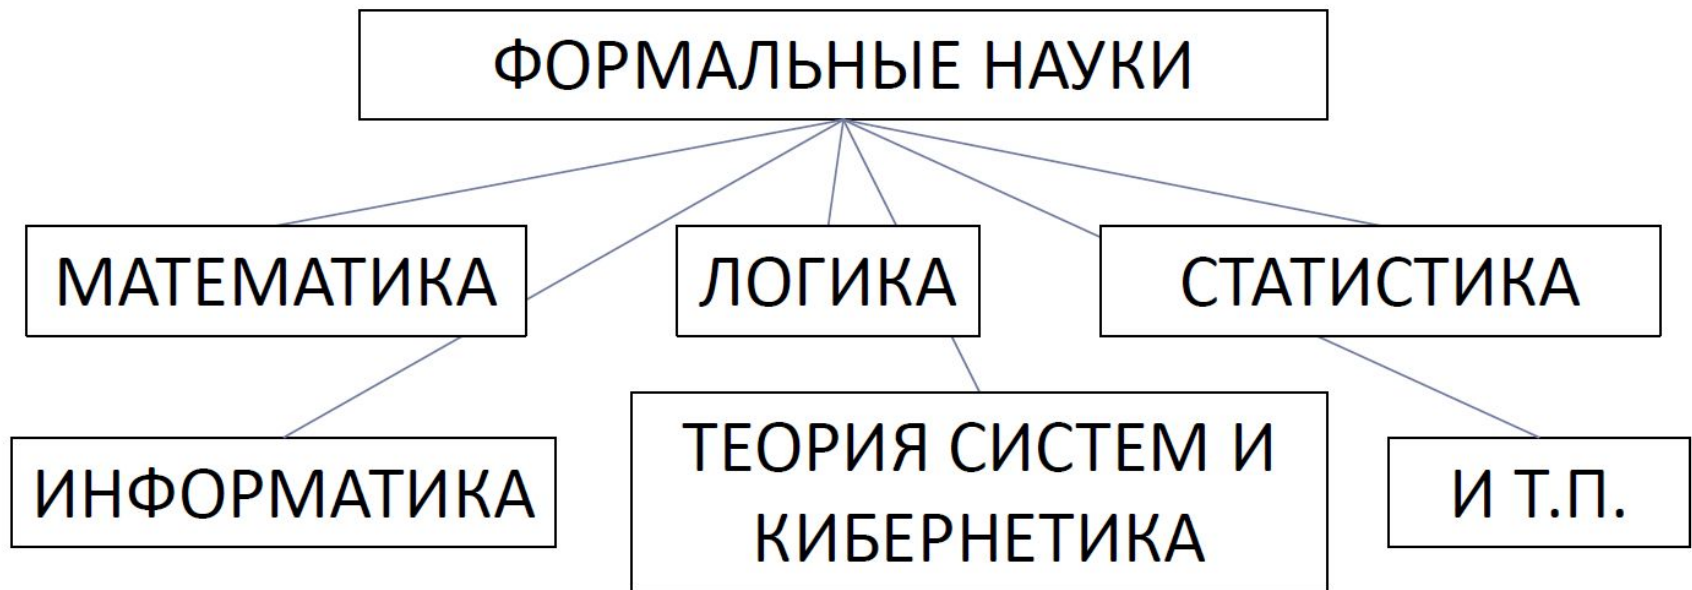 ФОРМАЛЬНЫЕ НАУКИ
МАТЕМАТИКА
ЛОГИКА
СТАТИСТИКА
ИНФОРМАТИКА
ТЕОРИЯ СИСТЕМ И
КИБЕРНЕТИКА
И Т.П.